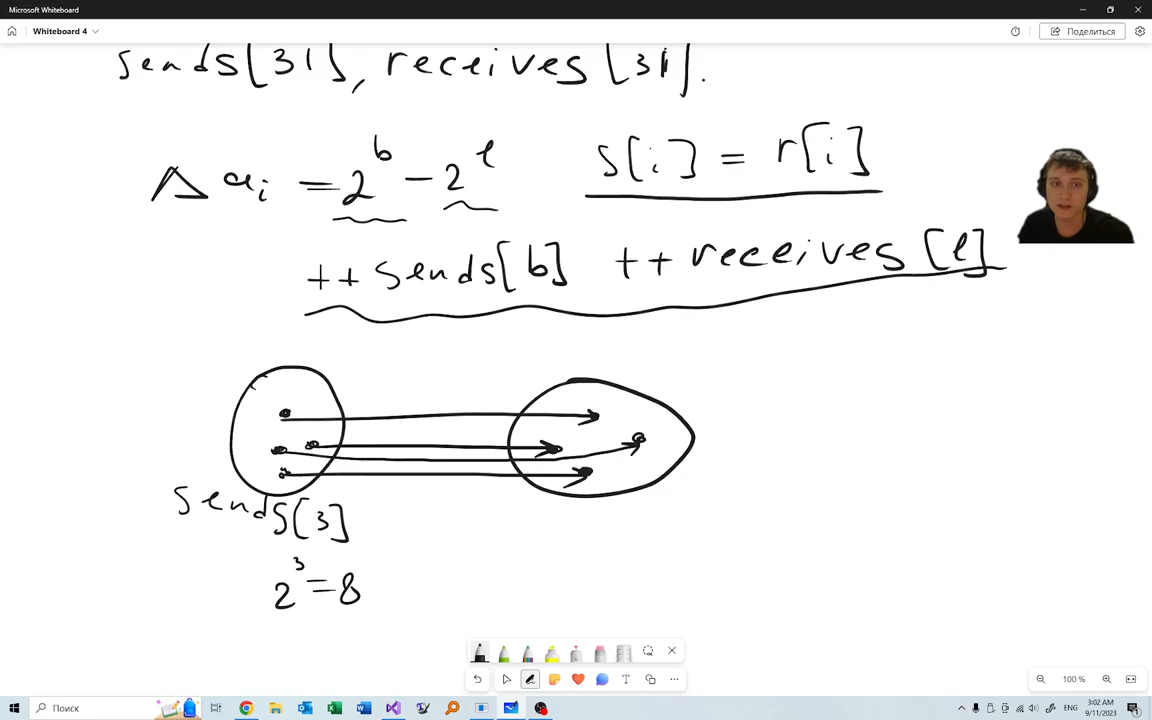 Microsoft Whiteboard
Whiteboard 4
Поделиться
sends[31], receives[31].
Δ ai = 2^b - 2^l s[i] = r[i]
++sends[b] ++receives[l]
sends[3]
2^3 = 8
100 %
Поиск
ENG
3:02 AM
9/11/2023